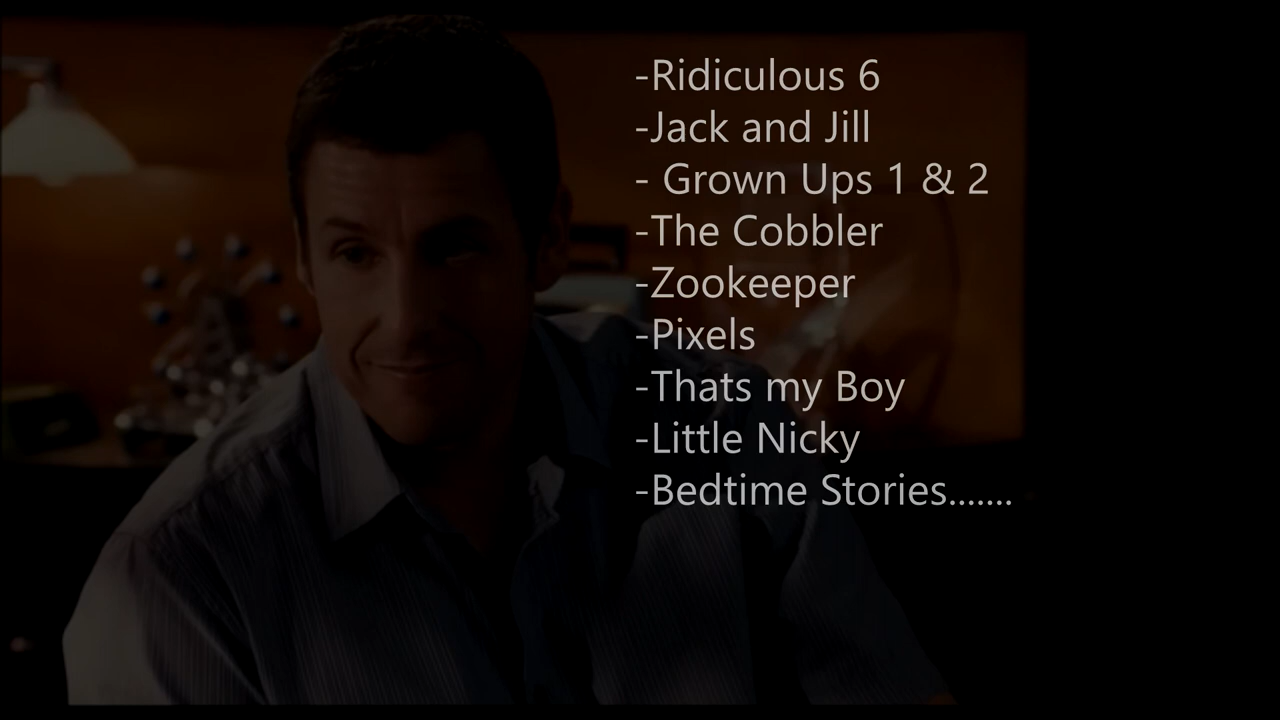 -Ridiculous 6
-Jack and Jill
- Grown Ups 1 & 2
-The Cobbler
-Zookeeper
-Pixels
-Thats my Boy
-Little Nicky
-Bedtime Stories.......